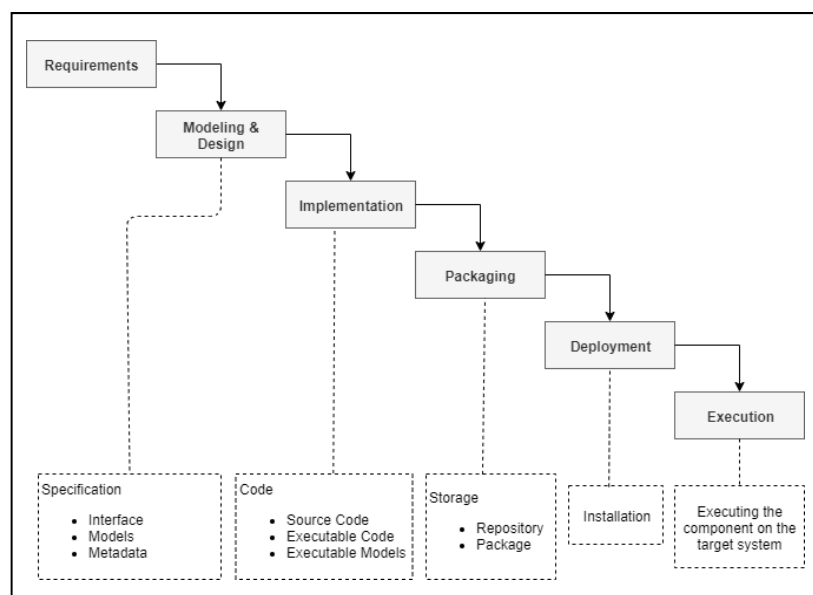 Requirements
Modeling &
Design
Implementation
Packaging
Deployment
Execution
Specification
• Interface
• Models
• Metadata
Code
• Source Code
• Executable Code
• Executable Models
Storage
• Repository
• Package
Installation
Executing the
component on the
target system